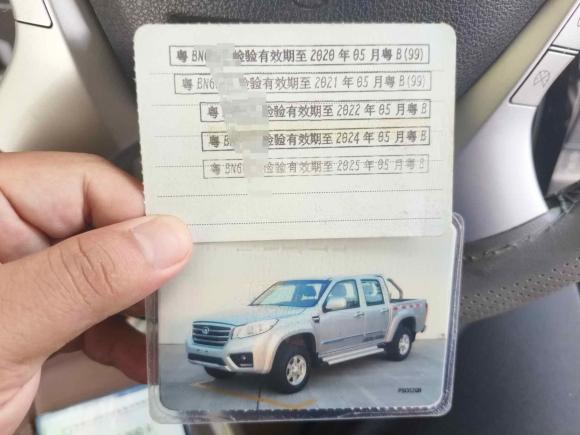 粤 BN6 检验有效期至 2020 年 05 月粤 B(99)
粤 BN6 检验有效期至 2021 年 05 月粤 B(99)
粤 BN 检验有效期至 2022 年 05 月粤 B
粤 BN 检验有效期至 2024 年 05 月粤 B
粤 BN6 检验有效期至 2025 年 05 月粤 B